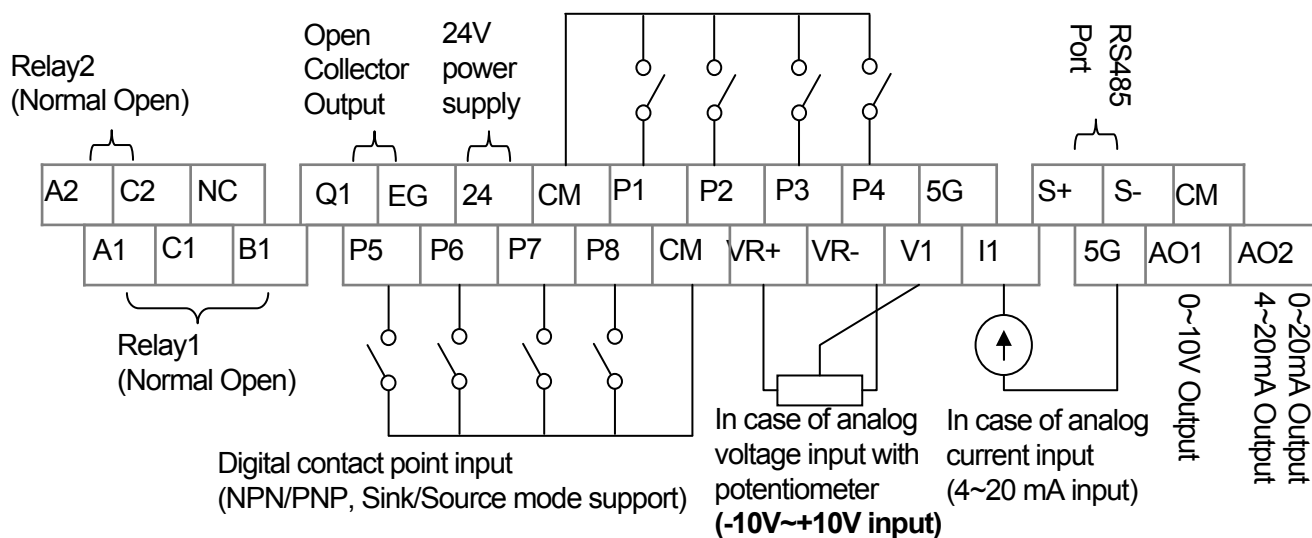 Relay2
(Normal Open)
Open
Collector
Output
24V
power
supply
RS485
Port
A2 C2 NC Q1 EG 24 CM P1 P2 P3 P4 5G S+ S- CM
A1 C1 B1 P5 P6 P7 P8 CM VR+ VR- V1 I1 5G AO1 AO2
Relay1
(Normal Open)
Digital contact point input
(NPN/PNP, Sink/Source mode support)
In case of analog
voltage input with
potentiometer
(-10V~+10V input)
In case of analog
current input
(4~20 mA input)
0~10V Output
0~20mA Output
4~20mA Output